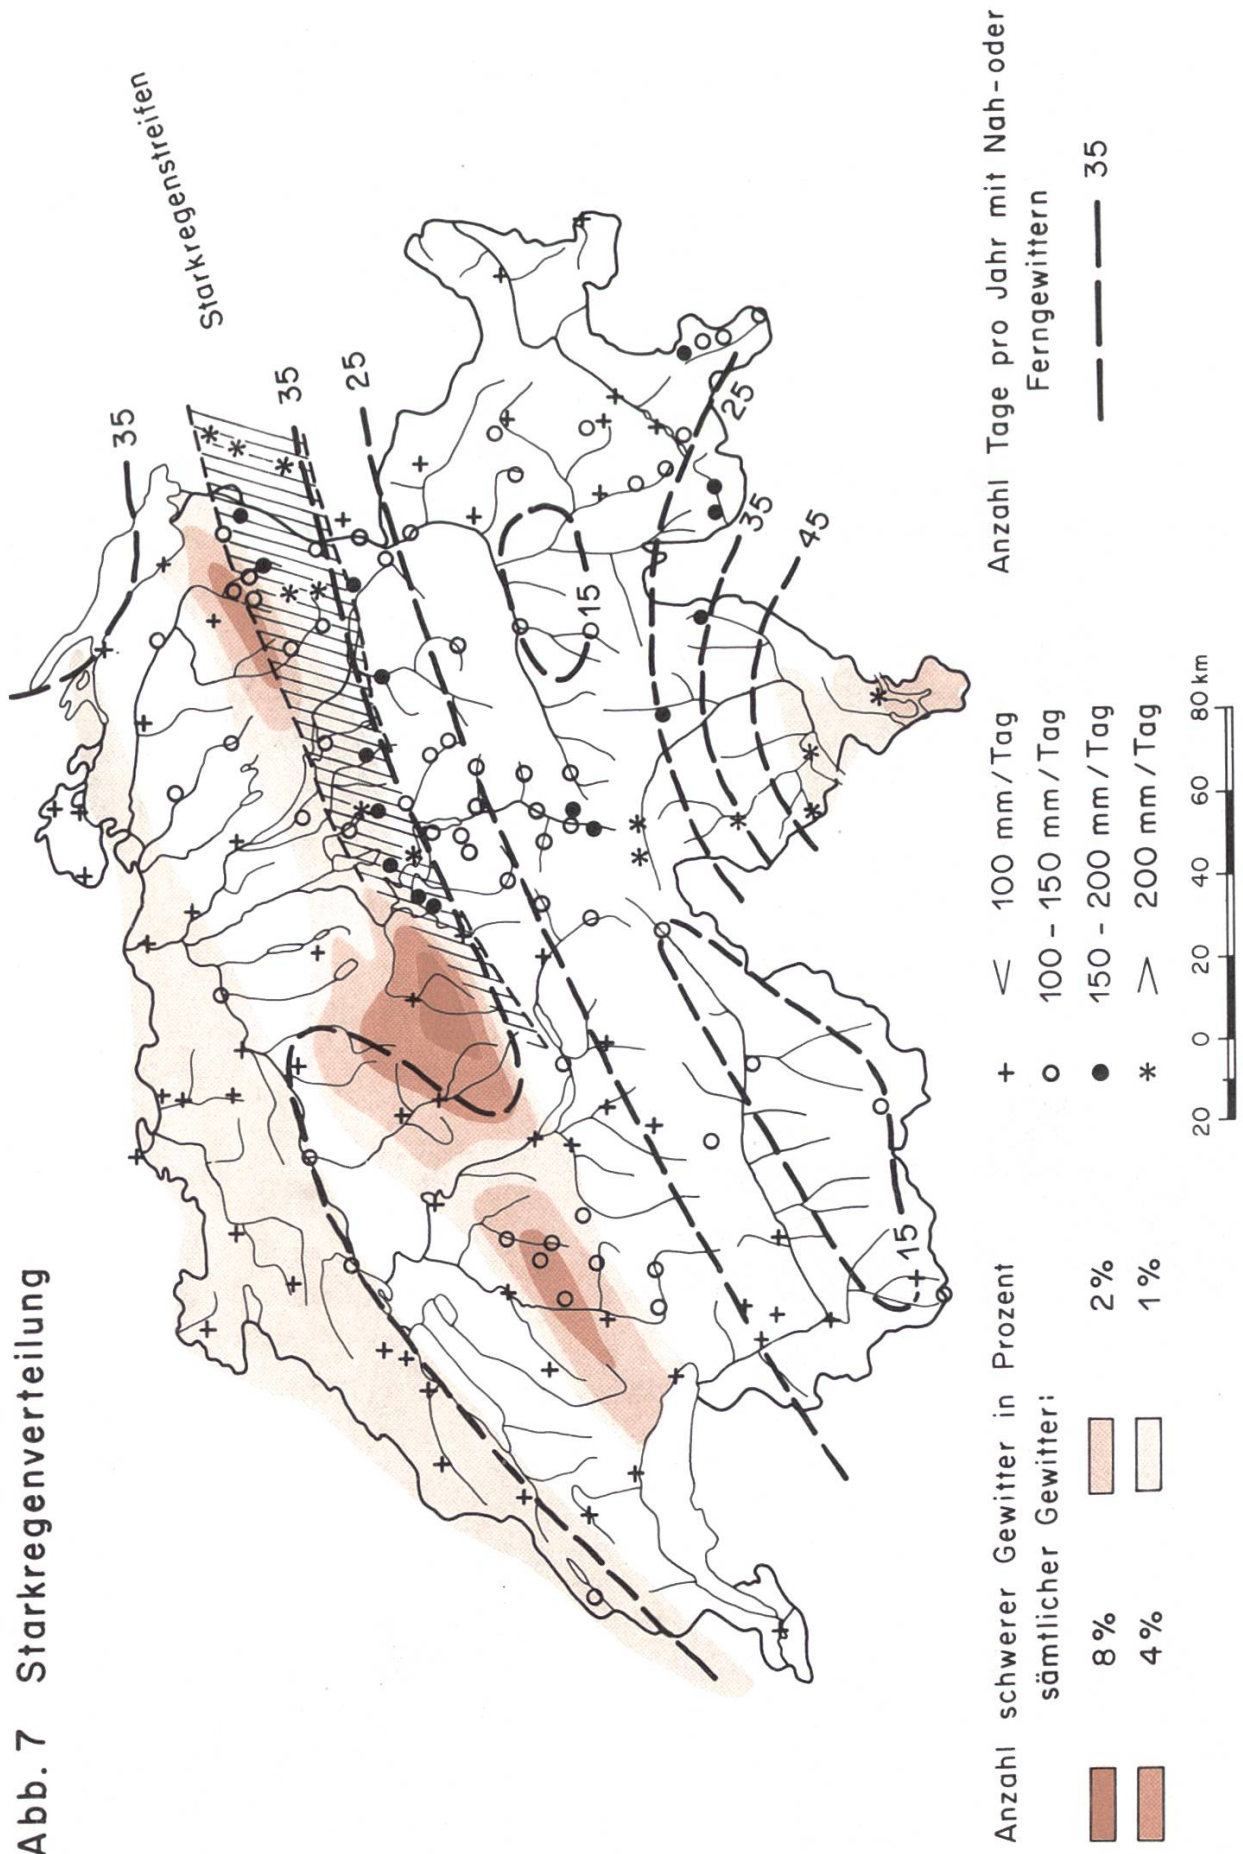 Abb. 7 Starkregenverteilung
Starkregenstreifen
35
35
25
25
35
45
15
15
Anzahl schwerer Gewitter in Prozent
sämtlicher Gewitter:
8%
2%
4%
1%
+ < 100 mm/Tag
○ 100 – 150 mm/Tag
● 150 – 200 mm/Tag
* > 200 mm/Tag
20 0 20 40 60 80 km
Anzahl Tage pro Jahr mit Nah-oder
Ferngewittern
35